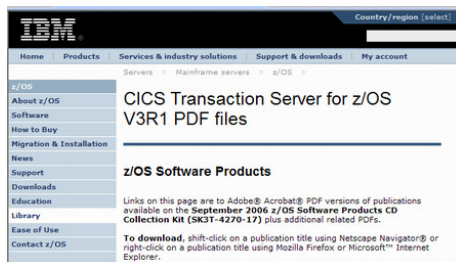 Country/region [select]
IBM
Home Products Services & industry solutions Support & downloads My account
Servers > Mainframe servers > z/OS >
z/OS
About z/OS
Software
How to Buy
Migration & Installation
News
Support
Downloads
Education
Library
Ease of Use
Contact z/OS
CICS Transaction Server for z/OS
V3R1 PDF files
z/OS Software Products
Links on this page are to Adobe® Acrobat® PDF versions of publications
available on the September 2006 z/OS Software Products CD
Collection Kit (SK3T-4270-17) plus additional related PDFs.
To download, shift-click on a publication title using Netscape Navigator® or
right-click on a publication title using Mozilla Firefox or Microsoft™ Internet
Explorer.